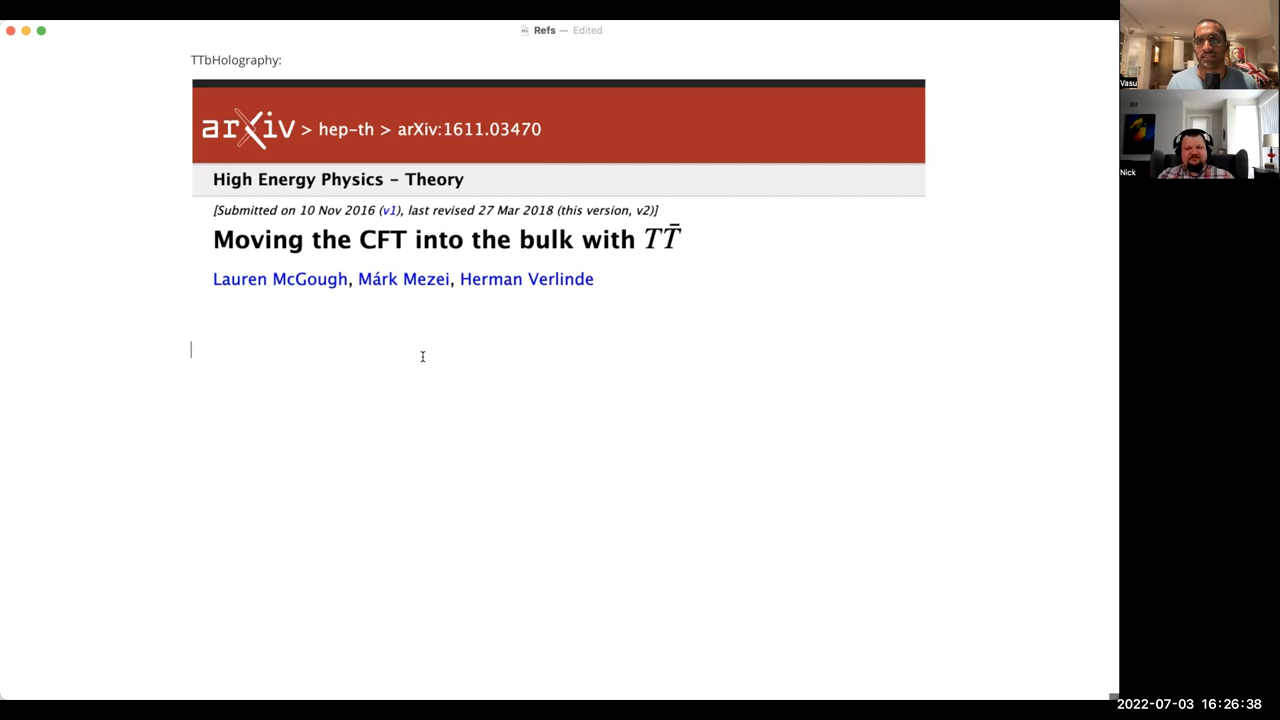 Refs — Edited
TTbHolography:
arXiv > hep-th > arXiv:1611.03470
High Energy Physics – Theory
[Submitted on 10 Nov 2016 (v1), last revised 27 Mar 2018 (this version, v2)]
Moving the CFT into the bulk with TT̄
Lauren McGough, Márk Mezei, Herman Verlinde
Vasu
Nick
2022-07-03 16:26:38